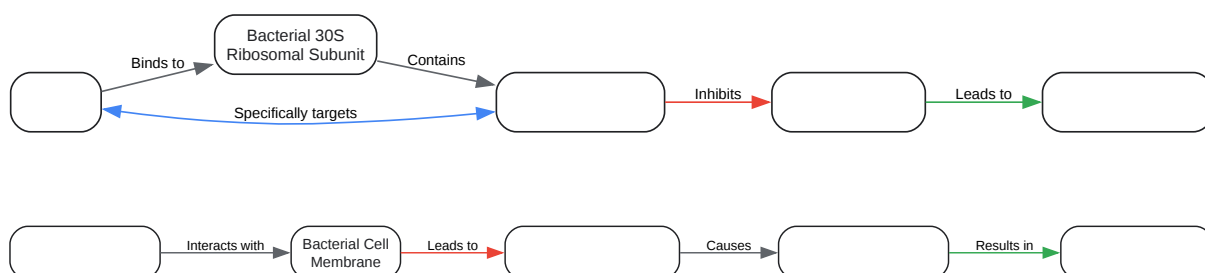 Bacterial 30S
Ribosomal Subunit
Binds to
Contains
Specifically targets
Inhibits
Leads to
Interacts with
Bacterial Cell
Membrane
Leads to
Causes
Results in